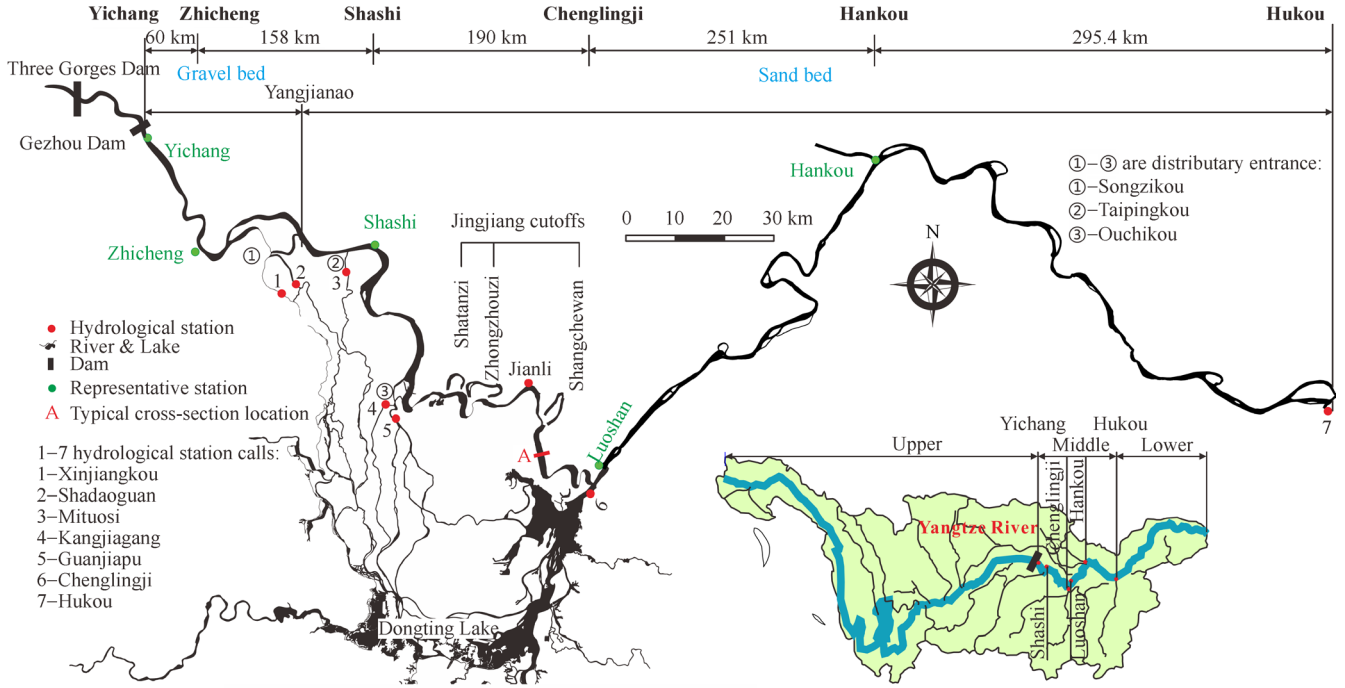 Yichang Zhicheng Shashi Chenglingji Hankou Hukou
60 km 158 km 190 km 251 km 295.4 km
Three Gorges Dam
Gravel bed
Sand bed
Yangjianao
Gezhou Dam
Yichang
Hankou
①–③ are distributary entrance:
①–Songzikou
②–Taipingkou
③–Ouchikou
Shashi
Jingjiang cutoffs
0 10 20 30 km
N
Zhicheng
①
②
1
2
3
Shatanzi
Zhongzhouzi
Shangchewan
Hydrological station
River & Lake
Dam
Representative station
A Typical cross-section location
Jianli
③
4
5
A
Luoshan
6
7
1–7 hydrological station calls:
1–Xinjiangkou
2–Shadaoguan
3–Mituosi
4–Kangjiagang
5–Guanjiapu
6–Chenglingji
7–Hukou
Dongting Lake
Yichang Hukou
Upper Middle Lower
Chenglingji
Hankou
Yangtze River
Shashi
Luoshan